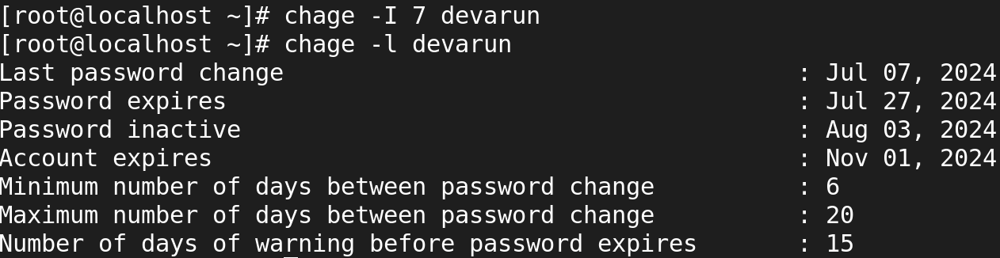 [root@localhost ~]# chage -I 7 devarun
[root@localhost ~]# chage -l devarun
Last password change                                    : Jul 07, 2024
Password expires                                        : Jul 27, 2024
Password inactive                                       : Aug 03, 2024
Account expires                                         : Nov 01, 2024
Minimum number of days between password change          : 6
Maximum number of days between password change          : 20
Number of days of warning before password expires       : 15